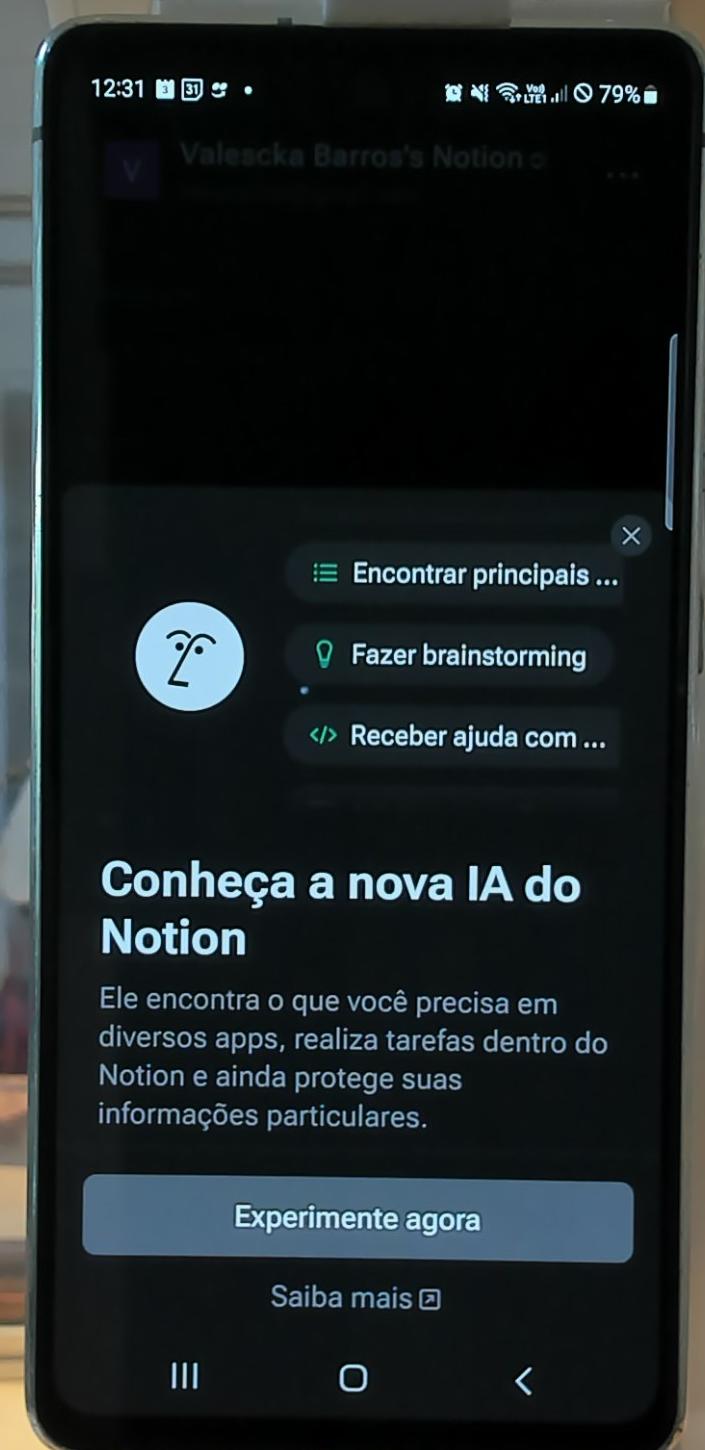 12:31 3 31 Vo)) LTE1 79%
V Valescka Barros's Notion
Encontrar principais ...
Fazer brainstorming
</> Receber ajuda com ...
Conheça a nova IA do
Notion
Ele encontra o que você precisa em
diversos apps, realiza tarefas dentro do
Notion e ainda protege suas
informações particulares.
Experimente agora
Saiba mais